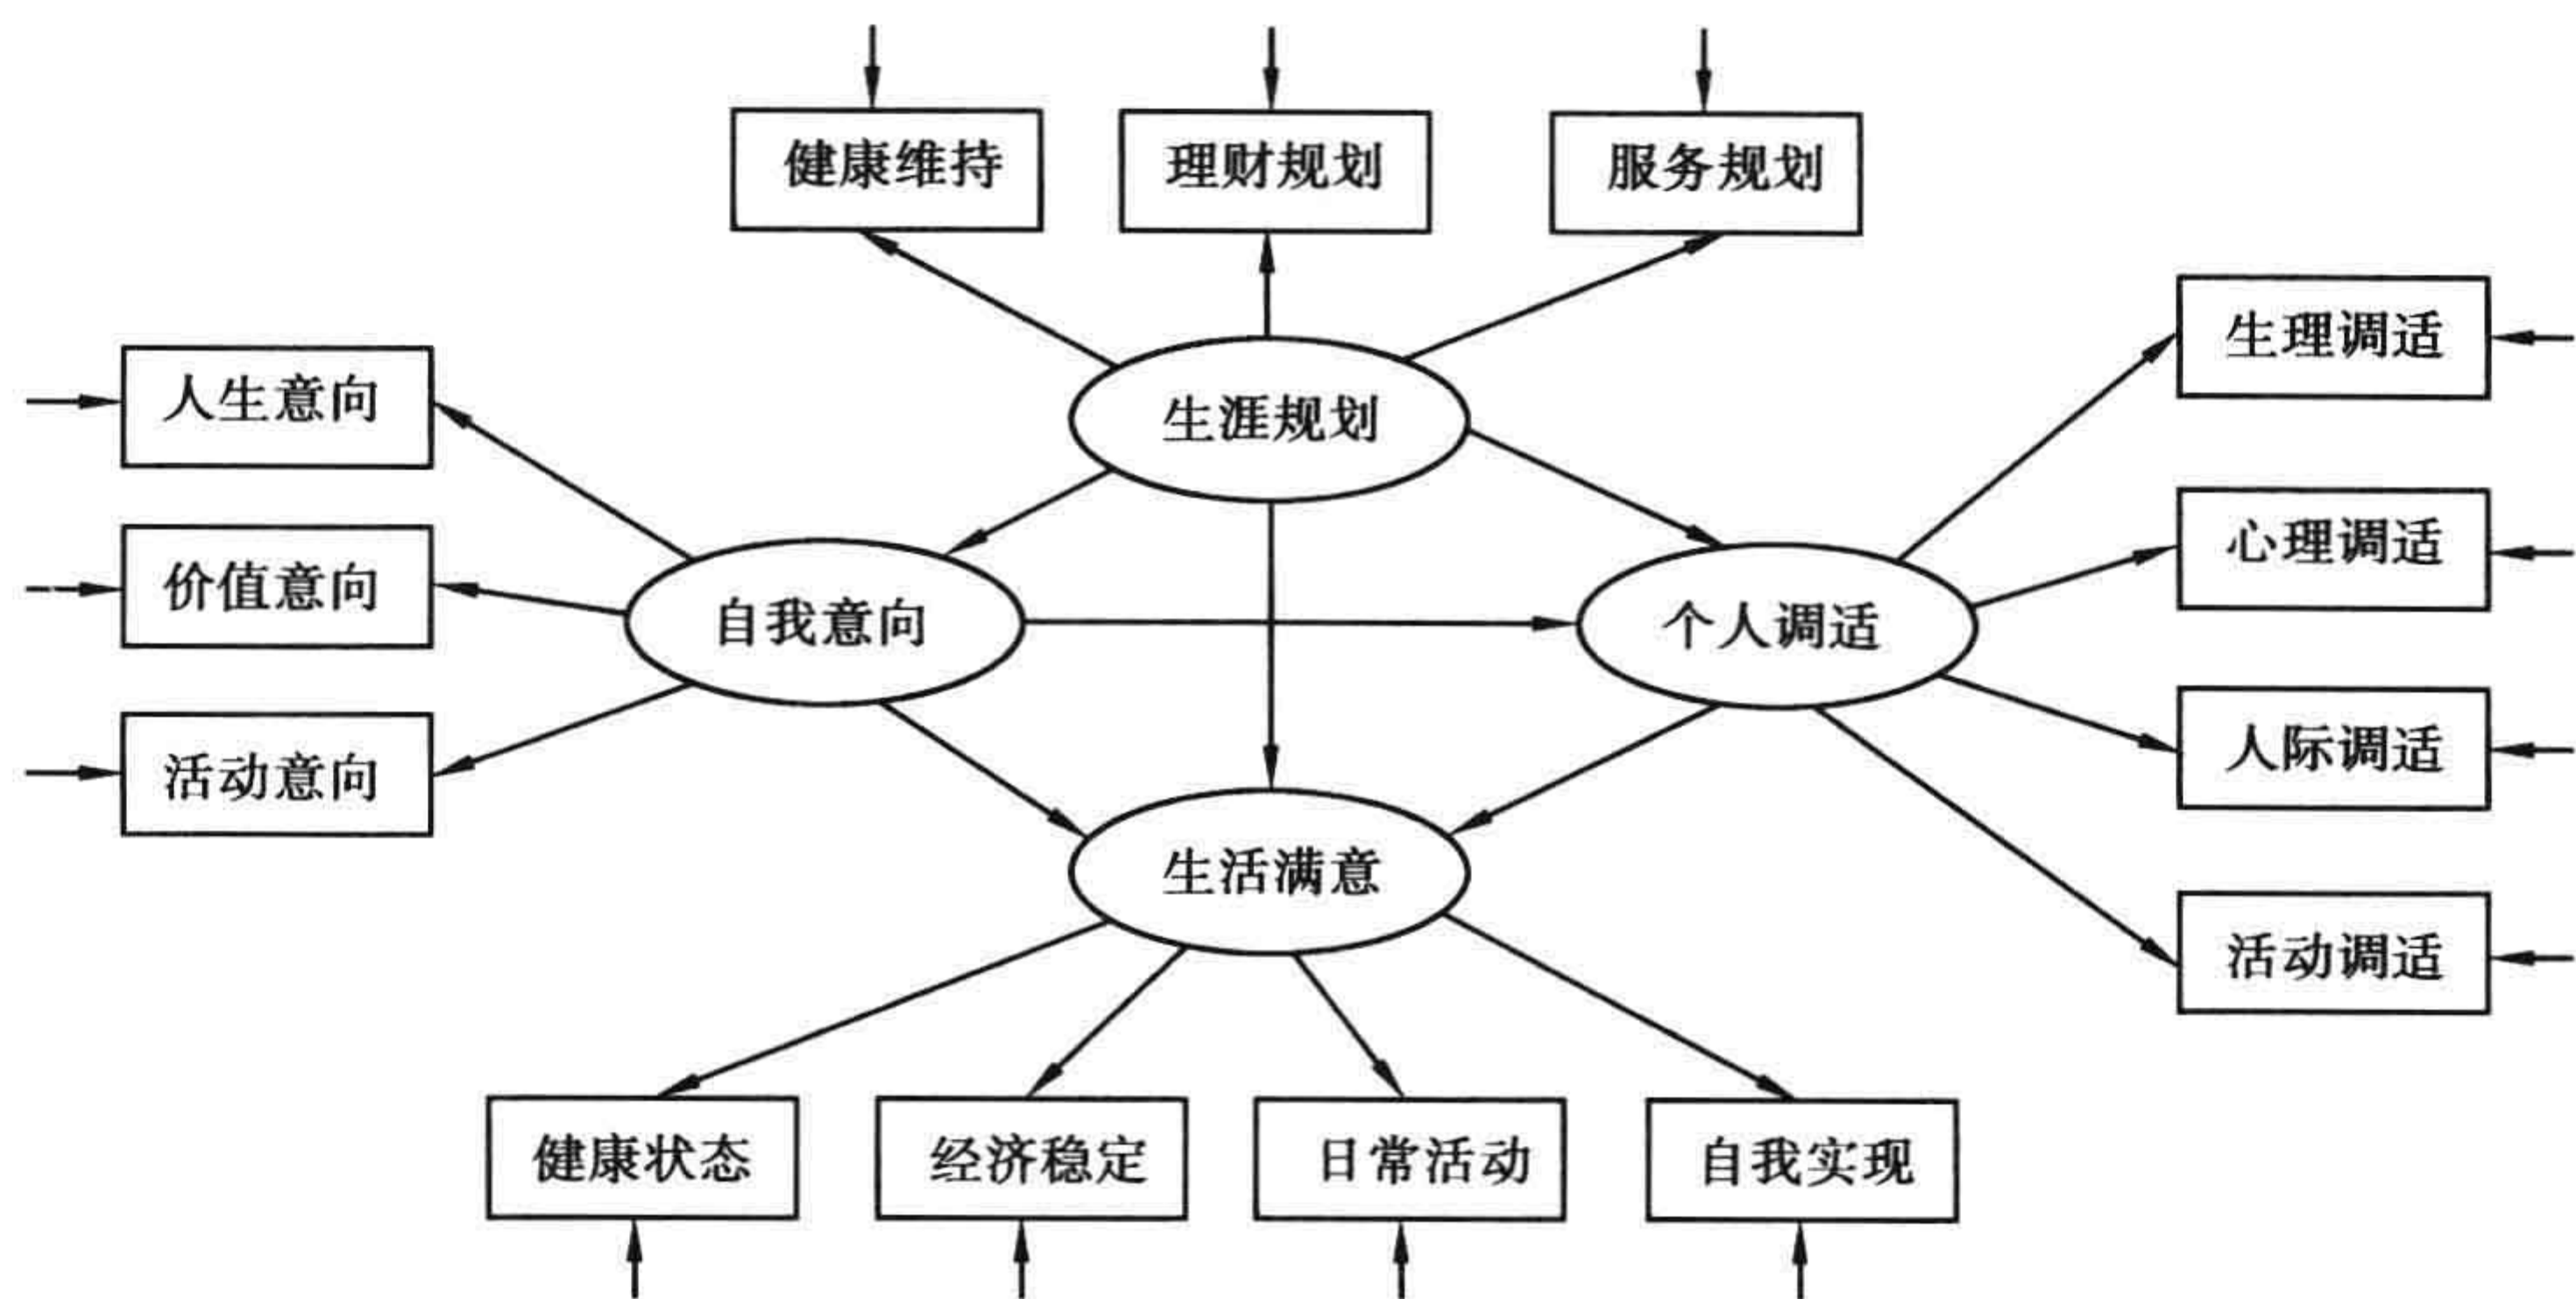 健康维持
理财规划
服务规划
生理调适
人生意向
生涯规划
心理调适
价值意向
自我意向
个人调适
人际调适
活动意向
生活满意
活动调适
健康状态
经济稳定
日常活动
自我实现